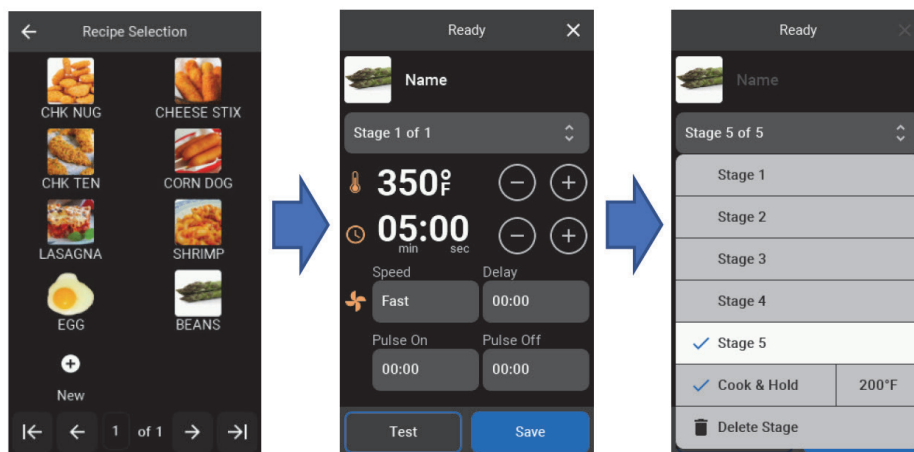 Recipe Selection
CHK NUG
CHEESE STIX
CHK TEN
CORN DOG
LASAGNA
SHRIMP
EGG
BEANS
New
1 of 1
Ready
Name
Stage 1 of 1
350°F
05:00
min sec
Speed Delay
Fast 00:00
Pulse On Pulse Off
00:00 00:00
Test Save
Ready
Name
Stage 5 of 5
Stage 1
Stage 2
Stage 3
Stage 4
Stage 5
Cook & Hold 200°F
Delete Stage